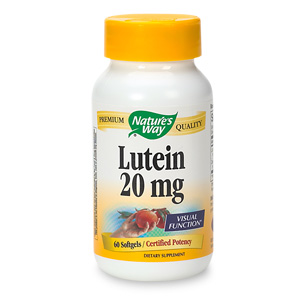 Nature's
Way
PREMIUM QUALITY
Lutein
20 mg
VISUAL
FUNCTION*
60 Softgels / Certified Potency
DIETARY SUPPLEMENT